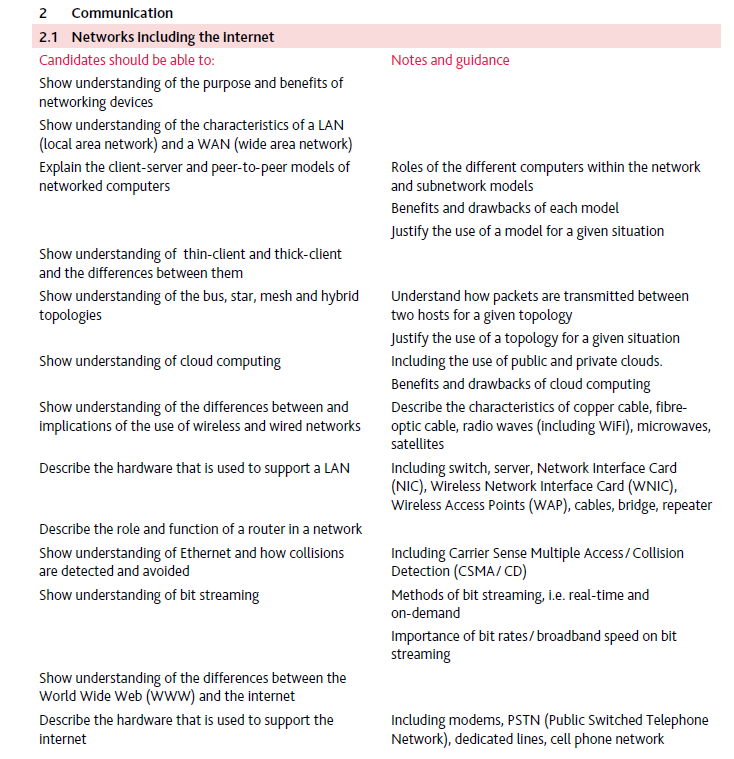 2 Communication
2.1 Networks including the internet
Candidates should be able to:
Notes and guidance
Show understanding of the purpose and benefits of
networking devices
Show understanding of the characteristics of a LAN
(local area network) and a WAN (wide area network)
Explain the client-server and peer-to-peer models of
networked computers
Roles of the different computers within the network
and subnetwork models
Benefits and drawbacks of each model
Justify the use of a model for a given situation
Show understanding of thin-client and thick-client
and the differences between them
Show understanding of the bus, star, mesh and hybrid
topologies
Understand how packets are transmitted between
two hosts for a given topology
Justify the use of a topology for a given situation
Show understanding of cloud computing
Including the use of public and private clouds.
Benefits and drawbacks of cloud computing
Show understanding of the differences between and
implications of the use of wireless and wired networks
Describe the characteristics of copper cable, fibre-
optic cable, radio waves (including WiFi), microwaves,
satellites
Describe the hardware that is used to support a LAN
Including switch, server, Network Interface Card
(NIC), Wireless Network Interface Card (WNIC),
Wireless Access Points (WAP), cables, bridge, repeater
Describe the role and function of a router in a network
Show understanding of Ethernet and how collisions
are detected and avoided
Including Carrier Sense Multiple Access / Collision
Detection (CSMA / CD)
Show understanding of bit streaming
Methods of bit streaming, i.e. real-time and
on-demand
Importance of bit rates / broadband speed on bit
streaming
Show understanding of the differences between the
World Wide Web (WWW) and the internet
Describe the hardware that is used to support the
internet
Including modems, PSTN (Public Switched Telephone
Network), dedicated lines, cell phone network